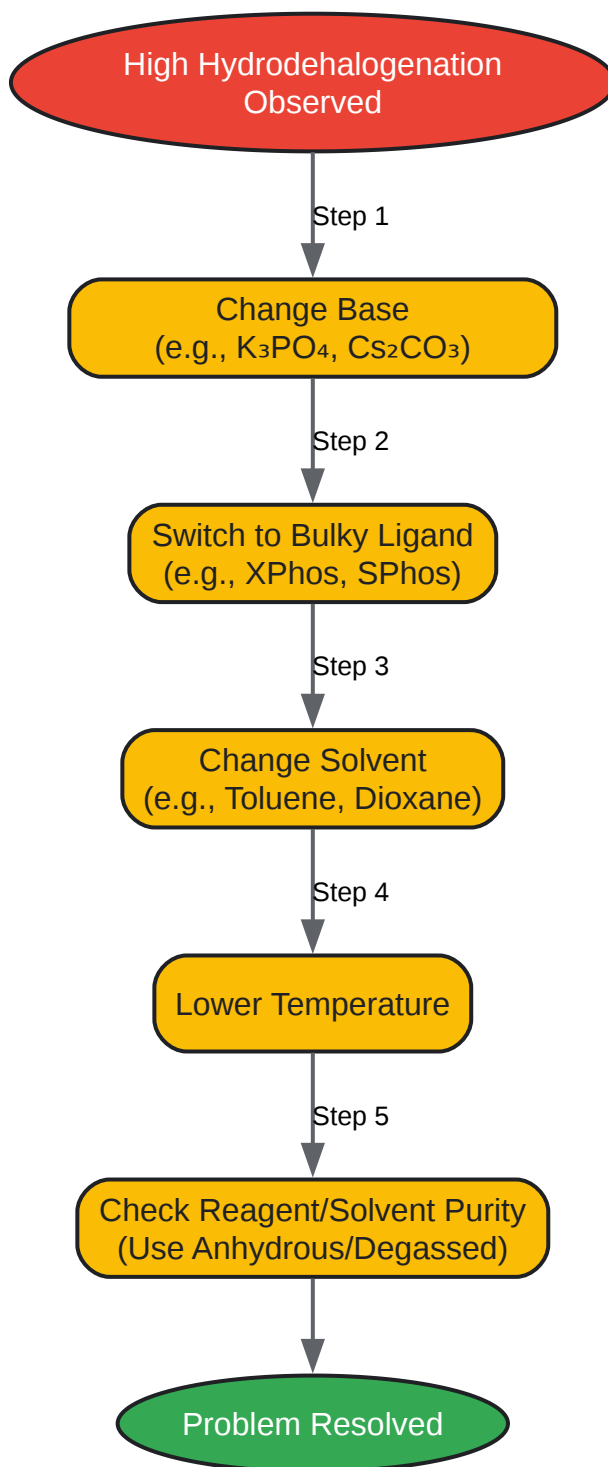 High Hydrodehalogenation
Observed
Step 1
Change Base
(e.g., K₃PO₄, Cs₂CO₃)
Step 2
Switch to Bulky Ligand
(e.g., XPhos, SPhos)
Step 3
Change Solvent
(e.g., Toluene, Dioxane)
Step 4
Lower Temperature
Step 5
Check Reagent/Solvent Purity
(Use Anhydrous/Degassed)
Problem Resolved